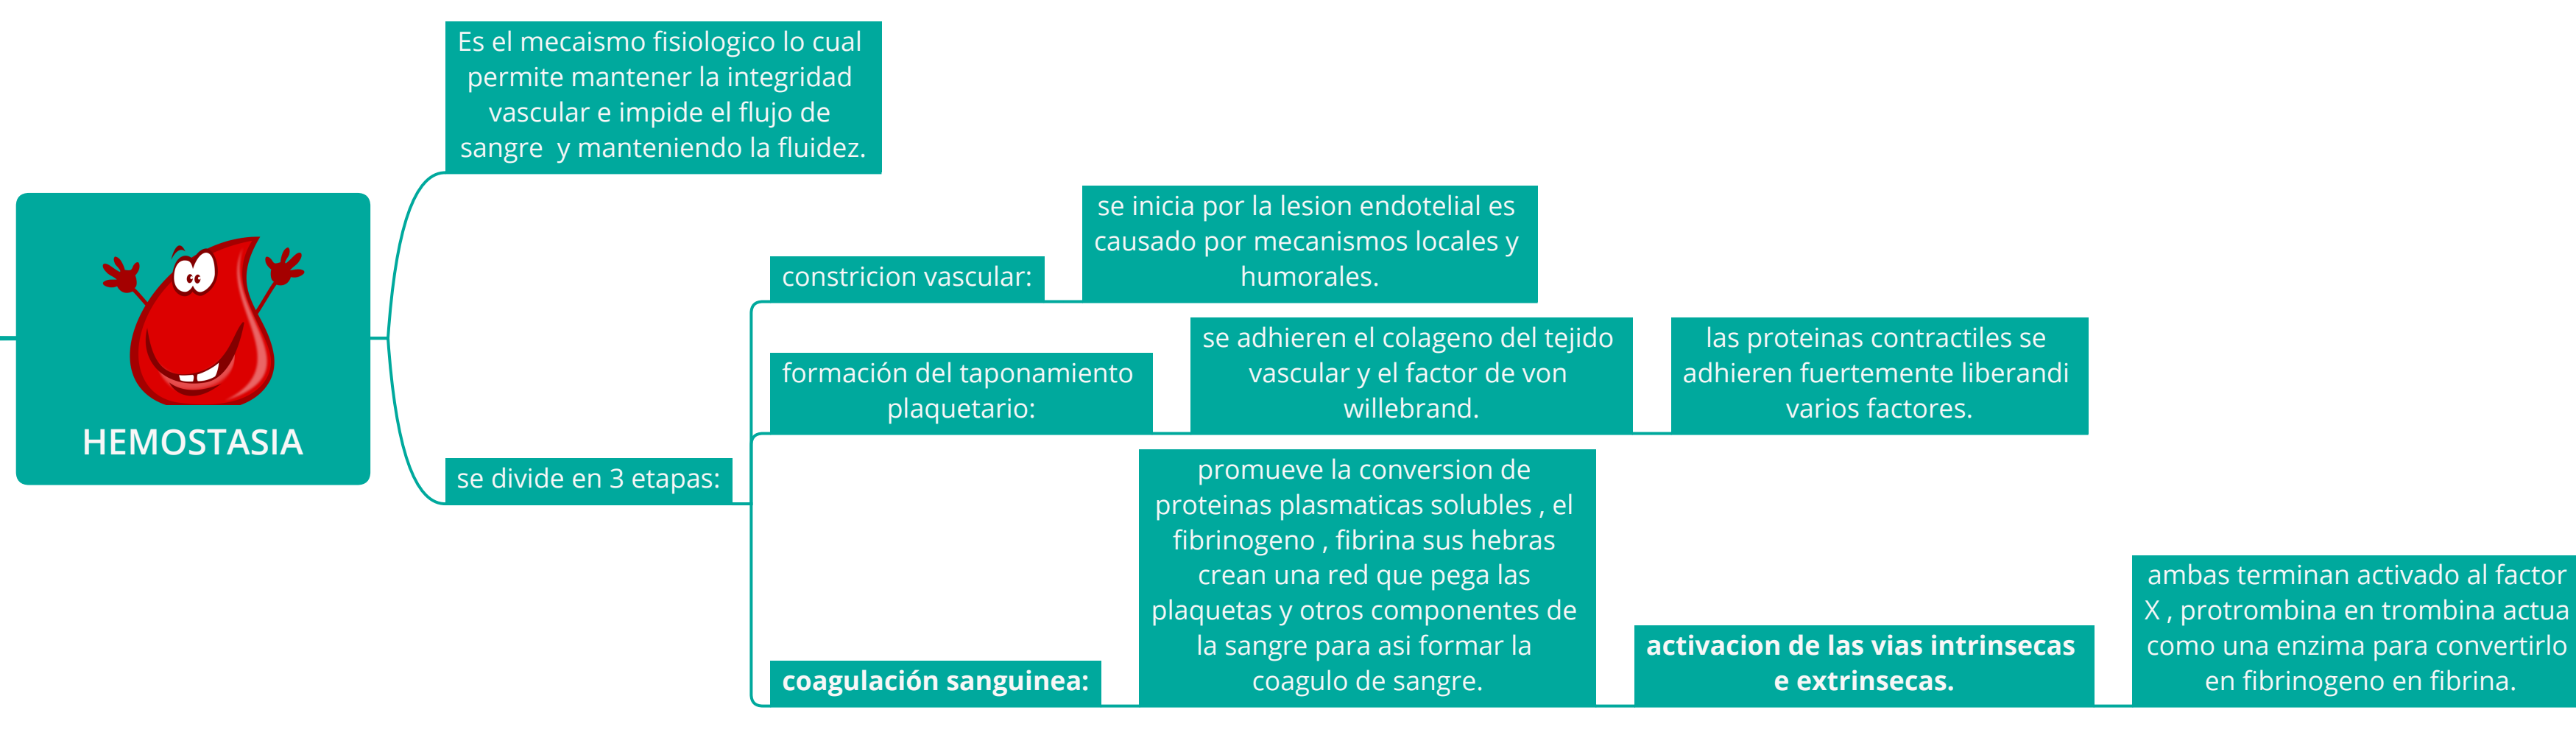 Es el mecaismo fisiologico lo cual
permite mantener la integridad
vascular e impide el flujo de
sangre y manteniendo la fluidez.
HEMOSTASIA
se divide en 3 etapas:
constricion vascular:
se inicia por la lesion endotelial es
causado por mecanismos locales y
humorales.
formación del taponamiento
plaquetario:
se adhieren el colageno del tejido
vascular y el factor de von
willebrand.
las proteinas contractiles se
adhieren fuertemente liberandi
varios factores.
coagulación sanguinea:
promueve la conversion de
proteinas plasmaticas solubles , el
fibrinogeno , fibrina sus hebras
crean una red que pega las
plaquetas y otros componentes de
la sangre para asi formar la
coagulo de sangre.
activacion de las vias intrinsecas
e extrinsecas.
ambas terminan activado al factor
X , protrombina en trombina actua
como una enzima para convertirlo
en fibrinogeno en fibrina.